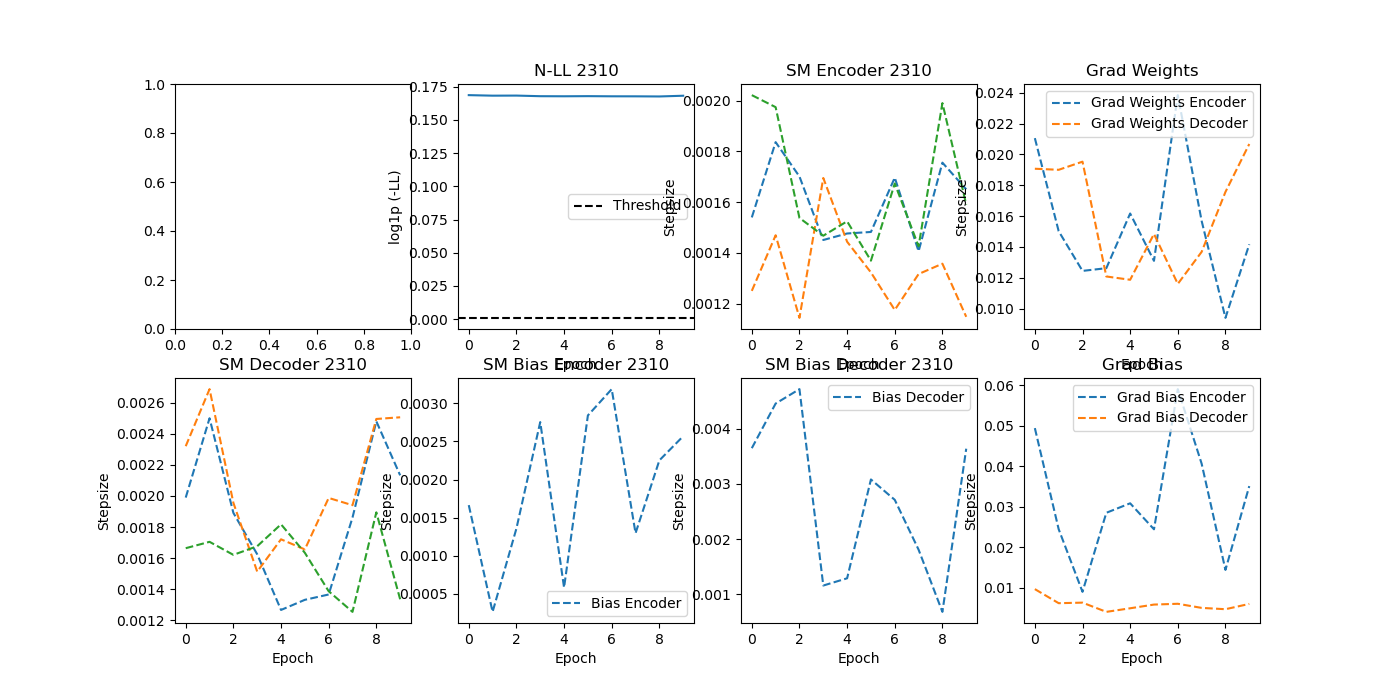 N-LL 2310
SM Encoder 2310
Grad Weights
1.0
0.8
0.6
0.4
0.2
0.0
0.0 0.2 0.4 0.6 0.8 1.0
log1p (-LL)
0.175
0.150
0.125
0.100
0.075
0.050
0.025
0.000
Threshold
0 2 4 6 8
Epoch
Stepsize
0.0020
0.0018
0.0016
0.0014
0.0012
0 2 4 6 8
Epoch
Stepsize
0.024
0.022
0.020
0.018
0.016
0.014
0.012
0.010
Grad Weights Encoder
Grad Weights Decoder
0 2 4 6 8
Epoch
SM Decoder 2310
SM Bias Encoder 2310
SM Bias Decoder 2310
Grad Bias
Stepsize
0.0026
0.0024
0.0022
0.0020
0.0018
0.0016
0.0014
0.0012
0 2 4 6 8
Epoch
Stepsize
0.0030
0.0025
0.0020
0.0015
0.0010
0.0005
Bias Encoder
0 2 4 6 8
Epoch
Stepsize
0.004
0.003
0.002
0.001
Bias Decoder
0 2 4 6 8
Epoch
Stepsize
0.06
0.05
0.04
0.03
0.02
0.01
Grad Bias Encoder
Grad Bias Decoder
0 2 4 6 8
Epoch